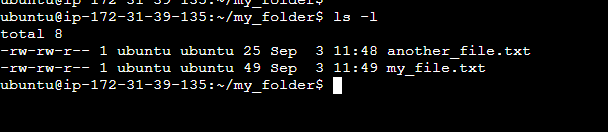 ubuntu@ip-172-31-39-135:~/my_folder$
ubuntu@ip-172-31-39-135:~/my_folder$ ls -l
total 8
-rw-rw-r-- 1 ubuntu ubuntu 25 Sep  3 11:48 another_file.txt
-rw-rw-r-- 1 ubuntu ubuntu 49 Sep  3 11:49 my_file.txt
ubuntu@ip-172-31-39-135:~/my_folder$